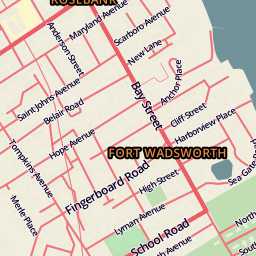 ROSEBANK
Maryland Avenue
Scarboro Avenue
Anderson Street
New Lane
Anchor Place
Saint Johns Avenue
Bay Street
Belair Road
Cliff Street
Hope Avenue
Harborview Place
FORT WADSWORTH
Tompkins Avenue
Fingerboard Road
High Street
Sea Gate
Merle Place
Lyman Avenue
School Road
North
Avenue
South